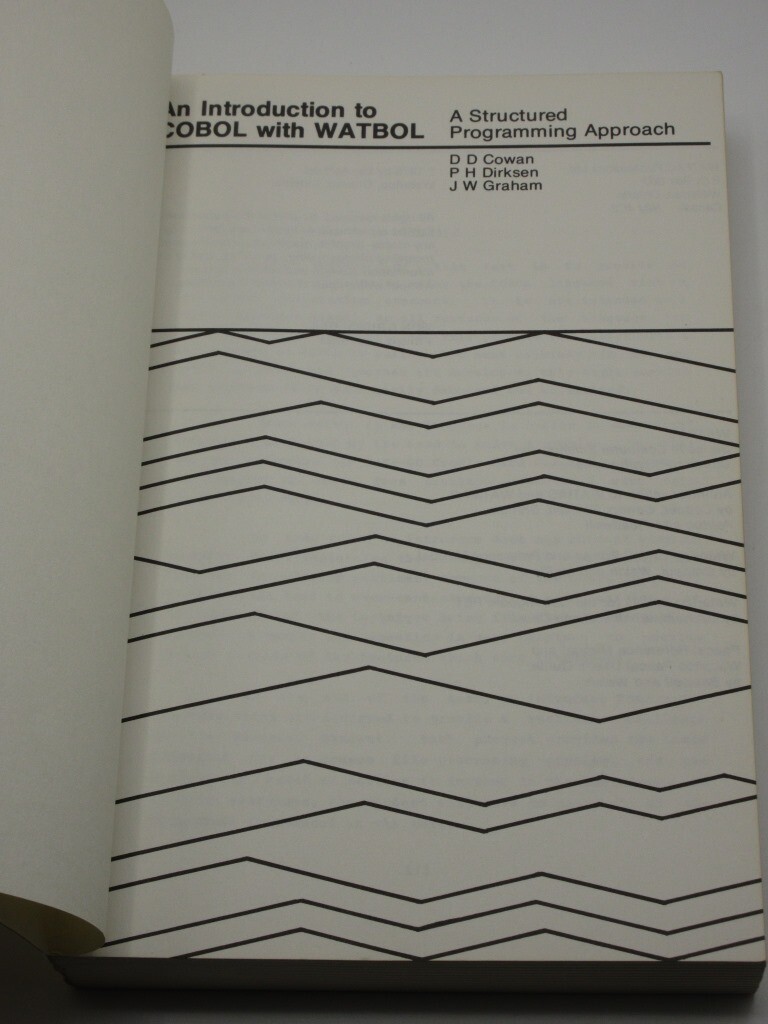 An Introduction to
COBOL with WATBOL
A Structured
Programming Approach
D D Cowan
P H Dirksen
J W Graham